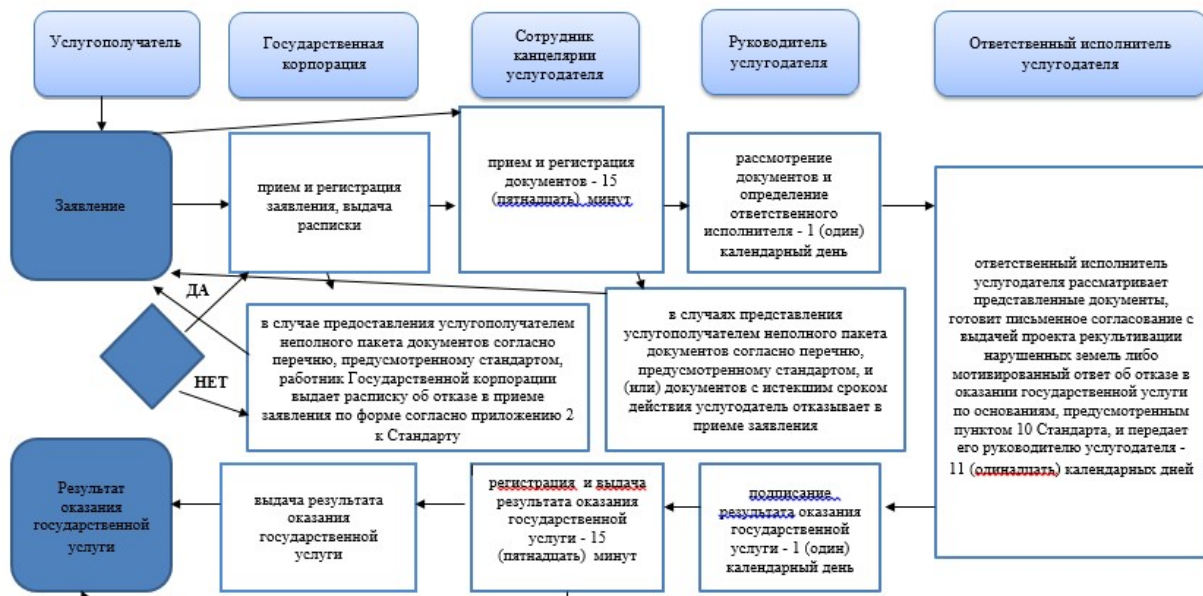 Услугополучатель
Государственная
корпорация
Сотрудник
канцелярии
услугодателя
Руководитель
услугодателя
Ответственный исполнитель
услугодателя
Заявление
прием и регистрация
заявления, выдача
расписки
прием и регистрация
документов - 15
(пятнадцать) минут
рассмотрение
документов и
определение
ответственного
исполнителя - 1 (один)
календарный день
ответственный исполнитель
услугодателя рассматривает
представленные документы,
готовит письменное согласование с
выдачей проекта рекультивации
нарушенных земель либо
мотивированный ответ об отказе в
оказании государственной услуги
по основаниям, предусмотренным
пунктом 10 Стандарта, и передает
его руководителю услугодателя -
11 (одинадцать) календарных дней
ДА
НЕТ
в случае предоставления услугополучателем
неполного пакета документов согласно
перечню, предусмотренному стандартом,
работник Государственной корпорации
выдает расписку об отказе в приеме
заявления по форме согласно приложению 2
к Стандарту
в случаях представления
услугополучателем неполного пакета
документов согласно перечню,
предусмотренному стандартом, и
(или) документов с истекшим сроком
действия услугодатель отказывает в
приеме заявления
Результат
оказания
государственной
услуги
выдача результата
оказания
государственной
услуги
регистрация и выдача
результата оказания
государственной
услуги - 15
(пятнадцать) минут
подписание
результата оказания
государственной
услуги - 1 (один)
календарный день